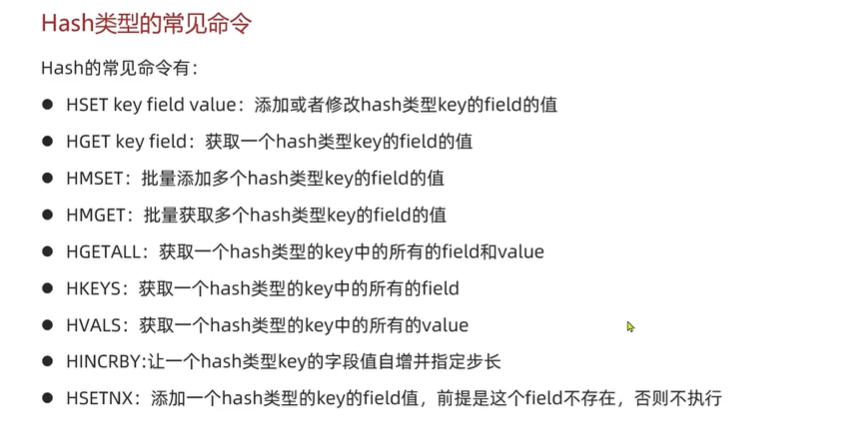 Hash类型的常见命令
Hash的常见命令有：
● HSET key field value：添加或者修改hash类型key的field的值
● HGET key field：获取一个hash类型key的field的值
● HMSET：批量添加多个hash类型key的field的值
● HMGET：批量获取多个hash类型key的field的值
● HGETALL：获取一个hash类型的key中的所有的field和value
● HKEYS：获取一个hash类型的key中的所有的field
● HVALS：获取一个hash类型的key中的所有的value
● HINCRBY:让一个hash类型key的字段值自增并指定步长
● HSETNX：添加一个hash类型的key的field值，前提是这个field不存在，否则不执行